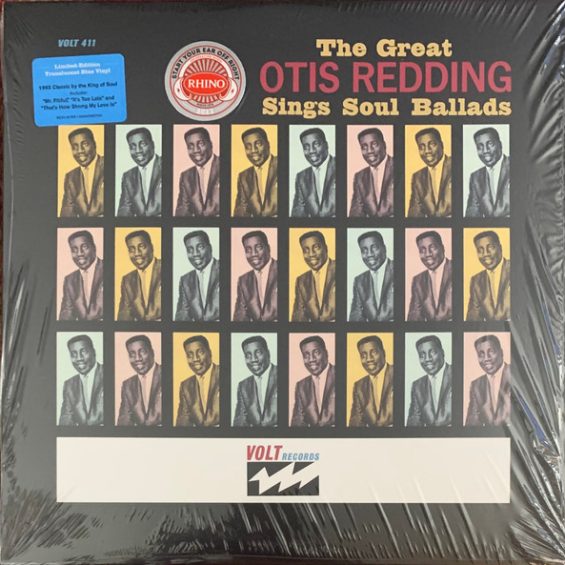 VOLT 411
Limited-Edition
Translucent Blue Vinyl
1965 Classic by the King of Soul
Includes
"Mr. Pitiful," "It's Too Late" and
"That's How Strong My Love Is"
START YOUR EAR OFF RIGHT
RHINO
The Great
OTIS REDDING
Sings Soul Ballads
VOLT RECORDS